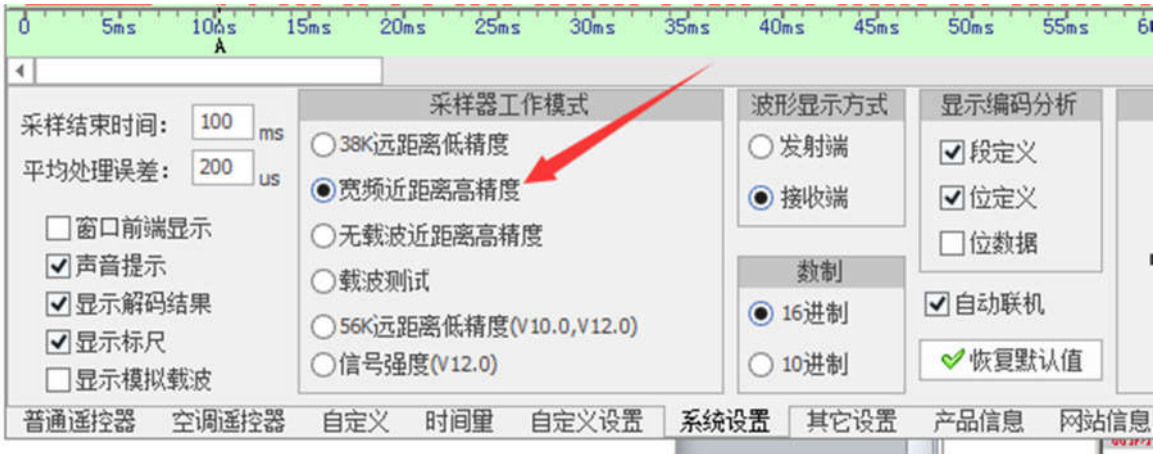 0 5ms 10ms 15ms 20ms 25ms 30ms 35ms 40ms 45ms 50ms 55ms
A
采样结束时间: 100 ms
平均处理误差: 200 us
窗口前端显示
声音提示
显示解码结果
显示标尺
显示模拟载波
采样器工作模式
38K远距离低精度
宽频近距离高精度
无载波近距离高精度
载波测试
56K远距离低精度(V10.0,V12.0)
信号强度(V12.0)
波形显示方式
发射端
接收端
数制
16进制
10进制
显示编码分析
段定义
位定义
位数据
自动联机
恢复默认值
普通遥控器 空调遥控器 自定义 时间量 自定义设置 系统设置 其它设置 产品信息 网站信息